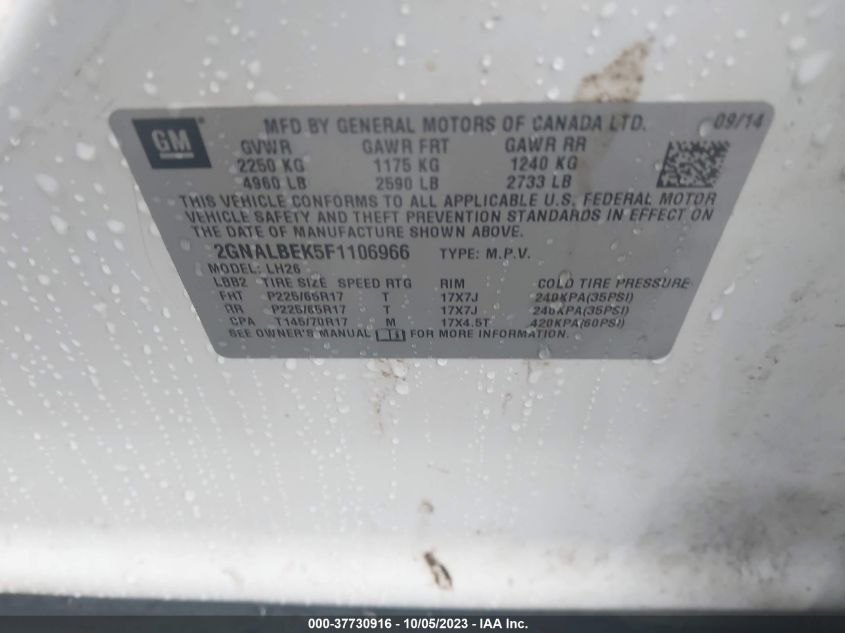 GM
MFD BY GENERAL MOTORS OF CANADA LTD. 09/14
GVWR GAWR FRT GAWR RR
2250 KG 1175 KG 1240 KG
4960 LB 2590 LB 2733 LB
THIS VEHICLE CONFORMS TO ALL APPLICABLE U.S. FEDERAL MOTOR
VEHICLE SAFETY AND THEFT PREVENTION STANDARDS IN EFFECT ON
THE DATE OF MANUFACTURE SHOWN ABOVE.
2GNALBEK5F1106966 TYPE: M.P.V.
MODEL: LH26
LBB2 TIRE SIZE SPEED RTG RIM COLD TIRE PRESSURE
FHT P225/65R17 T 17X7J 240KPA(35PSI)
RR P225/65R17 T 17X7J 240KPA(35PSI)
CPA T145/70R17 M 17X4.5T 420KPA(60PSI)
SEE OWNER'S MANUAL FOR MORE INFORMATION.
000-37730916 - 10/05/2023 - IAA Inc.